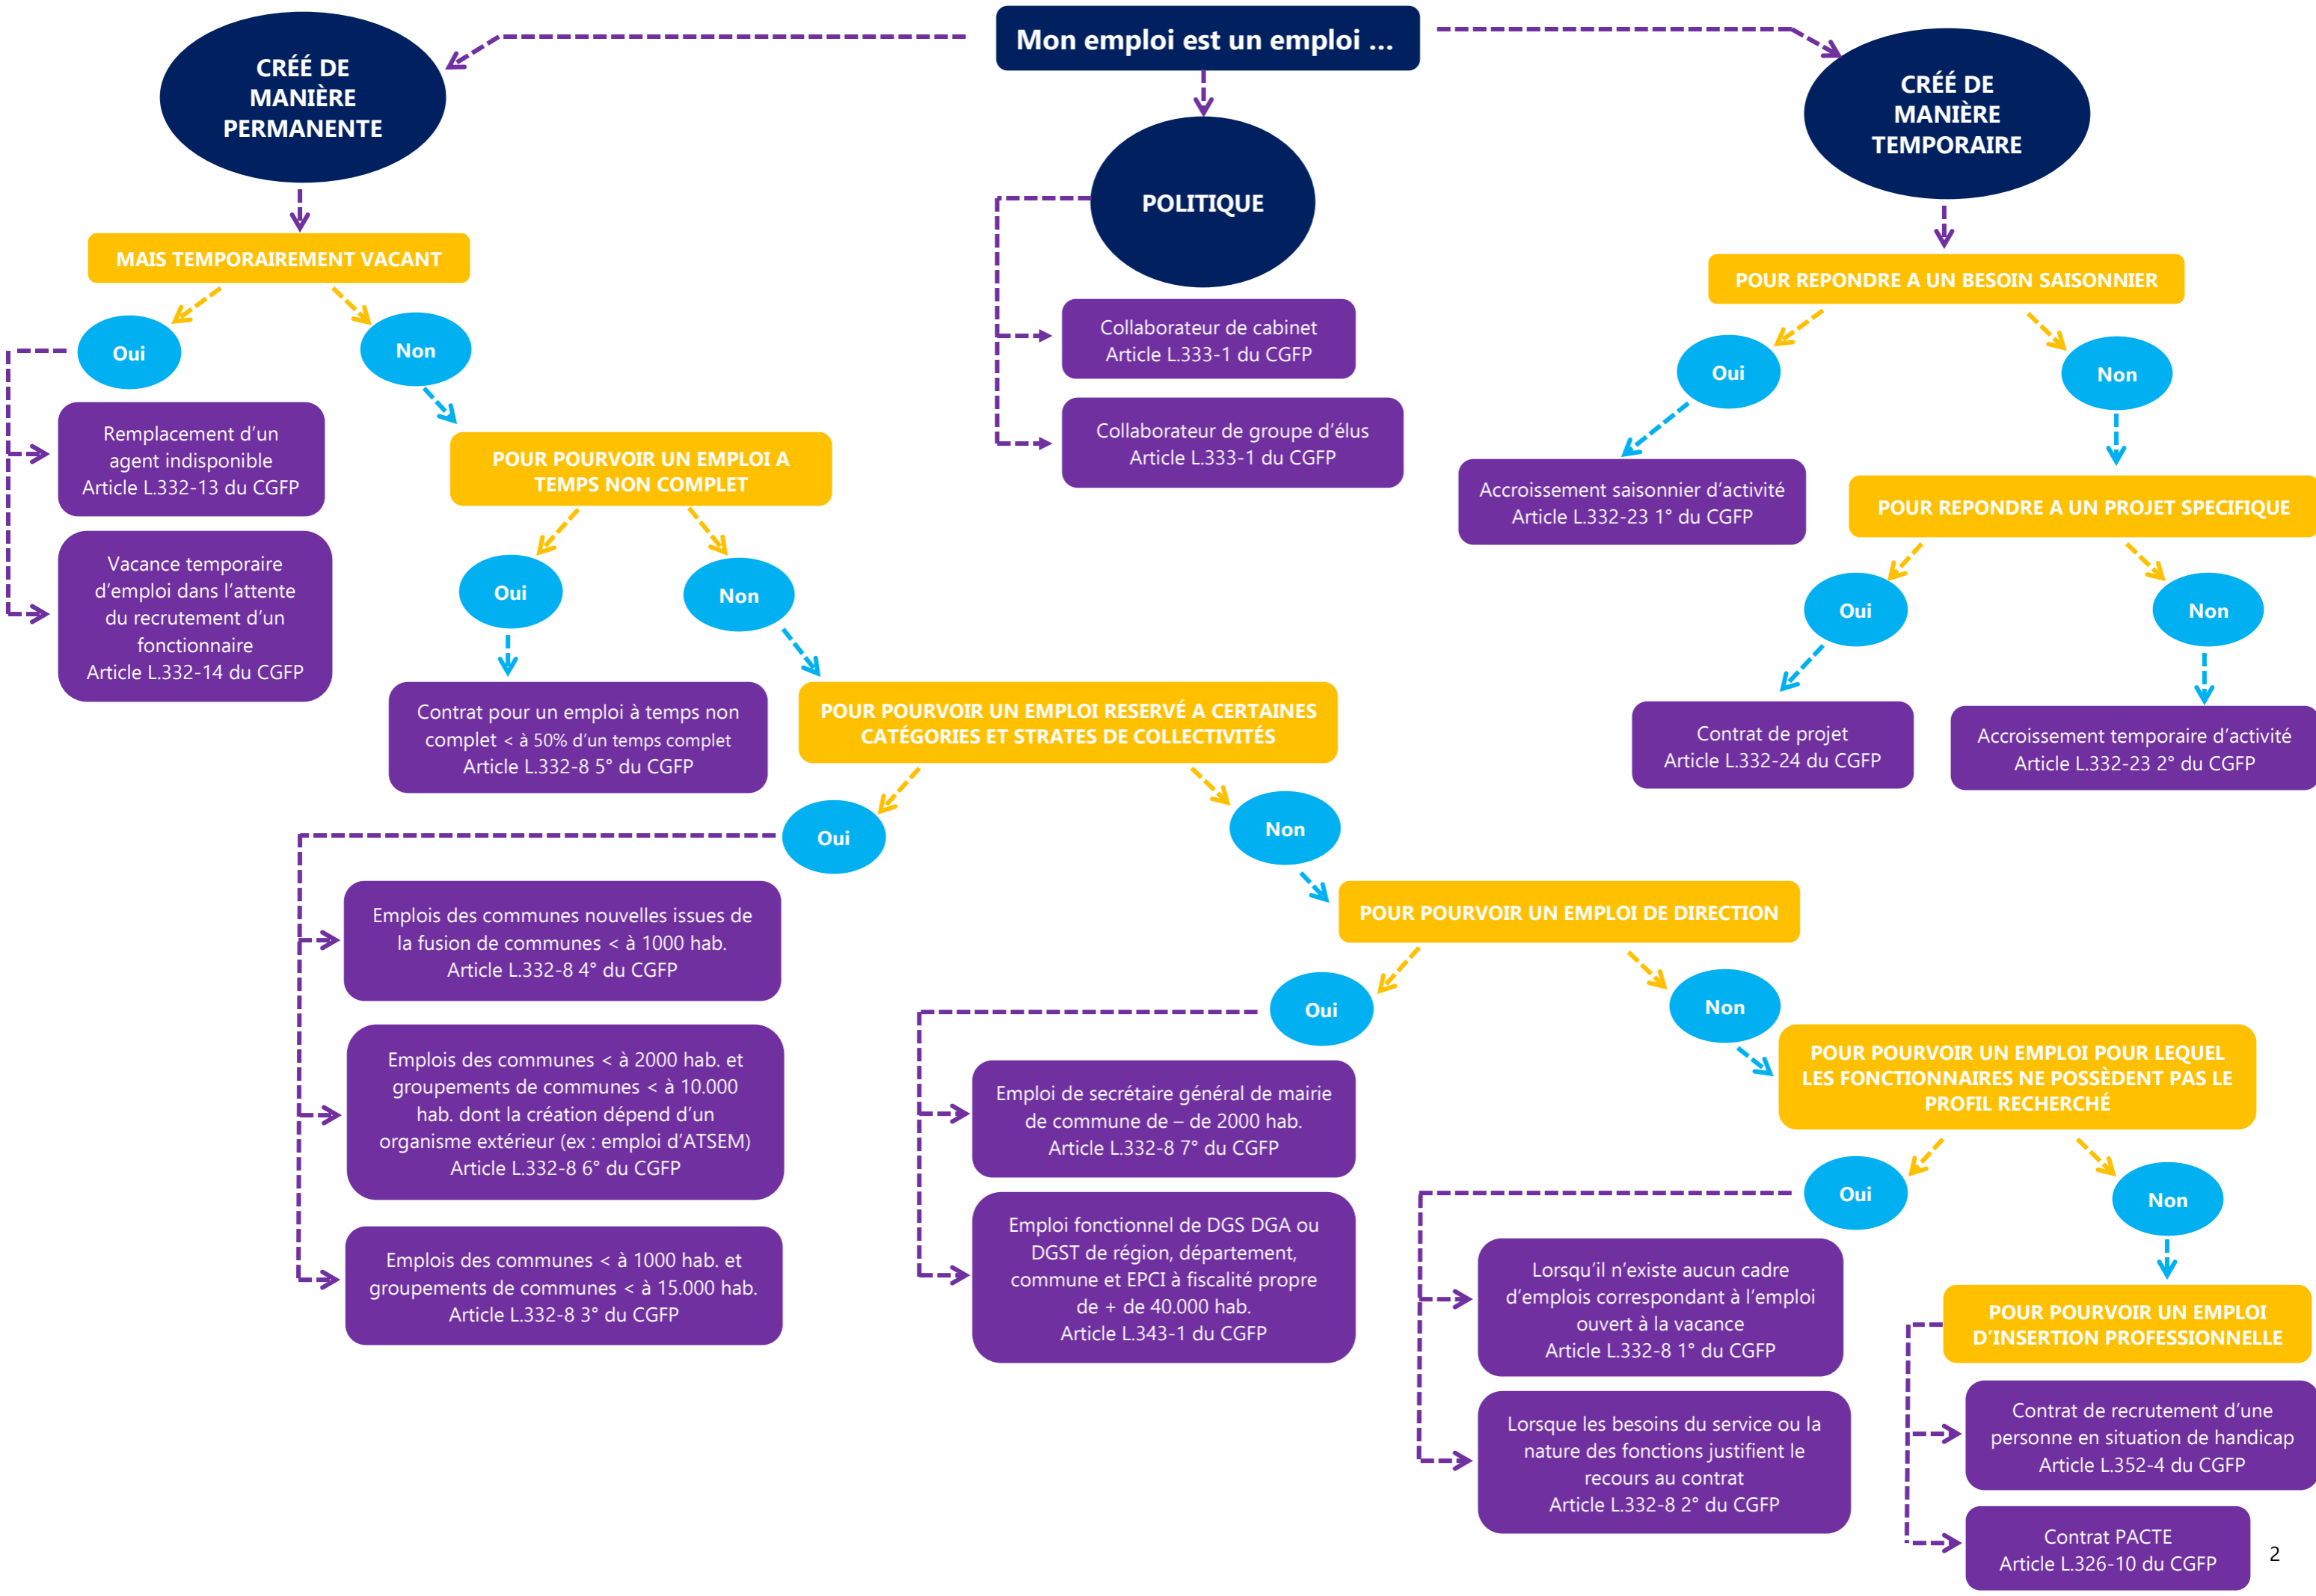 Mon emploi est un emploi ...
CRÉÉ DE
MANIÈRE
PERMANENTE
MAIS TEMPORAIREMENT VACANT
Oui
Non
Remplacement d’un
agent indisponible
Article L.332-13 du CGFP
Vacance temporaire
d’emploi dans l’attente
du recrutement d’un
fonctionnaire
Article L.332-14 du CGFP
POUR POURVOIR UN EMPLOI A
TEMPS NON COMPLET
Oui
Non
Contrat pour un emploi à temps non
complet < à 50% d’un temps complet
Article L.332-8 5° du CGFP
POUR POURVOIR UN EMPLOI RESERVÉ A CERTAINES
CATÉGORIES ET STRATES DE COLLECTIVITÉS
Oui
Non
Emplois des communes nouvelles issues de
la fusion de communes < à 1000 hab.
Article L.332-8 4° du CGFP
Emplois des communes < à 2000 hab. et
groupements de communes < à 10.000
hab. dont la création dépend d’un
organisme extérieur (ex : emploi d’ATSEM)
Article L.332-8 6° du CGFP
Emplois des communes < à 1000 hab. et
groupements de communes < à 15.000 hab.
Article L.332-8 3° du CGFP
POUR POURVOIR UN EMPLOI DE DIRECTION
Oui
Non
Emploi de secrétaire général de mairie
de commune de – de 2000 hab.
Article L.332-8 7° du CGFP
Emploi fonctionnel de DGS DGA ou
DGST de région, département,
commune et EPCI à fiscalité propre
de + de 40.000 hab.
Article L.343-1 du CGFP
POUR POURVOIR UN EMPLOI POUR LEQUEL
LES FONCTIONNAIRES NE POSSÈDENT PAS LE
PROFIL RECHERCHÉ
Oui
Non
Lorsqu’il n’existe aucun cadre
d’emplois correspondant à l’emploi
ouvert à la vacance
Article L.332-8 1° du CGFP
Lorsque les besoins du service ou la
nature des fonctions justifient le
recours au contrat
Article L.332-8 2° du CGFP
POUR POURVOIR UN EMPLOI
D’INSERTION PROFESSIONNELLE
Contrat de recrutement d’une
personne en situation de handicap
Article L.352-4 du CGFP
Contrat PACTE
Article L.326-10 du CGFP
POLITIQUE
Collaborateur de cabinet
Article L.333-1 du CGFP
Collaborateur de groupe d’élus
Article L.333-1 du CGFP
CRÉÉ DE
MANIÈRE
TEMPORAIRE
POUR REPONDRE A UN BESOIN SAISONNIER
Oui
Non
Accroissement saisonnier d’activité
Article L.332-23 1° du CGFP
POUR REPONDRE A UN PROJET SPECIFIQUE
Oui
Non
Contrat de projet
Article L.332-24 du CGFP
Accroissement temporaire d’activité
Article L.332-23 2° du CGFP
2